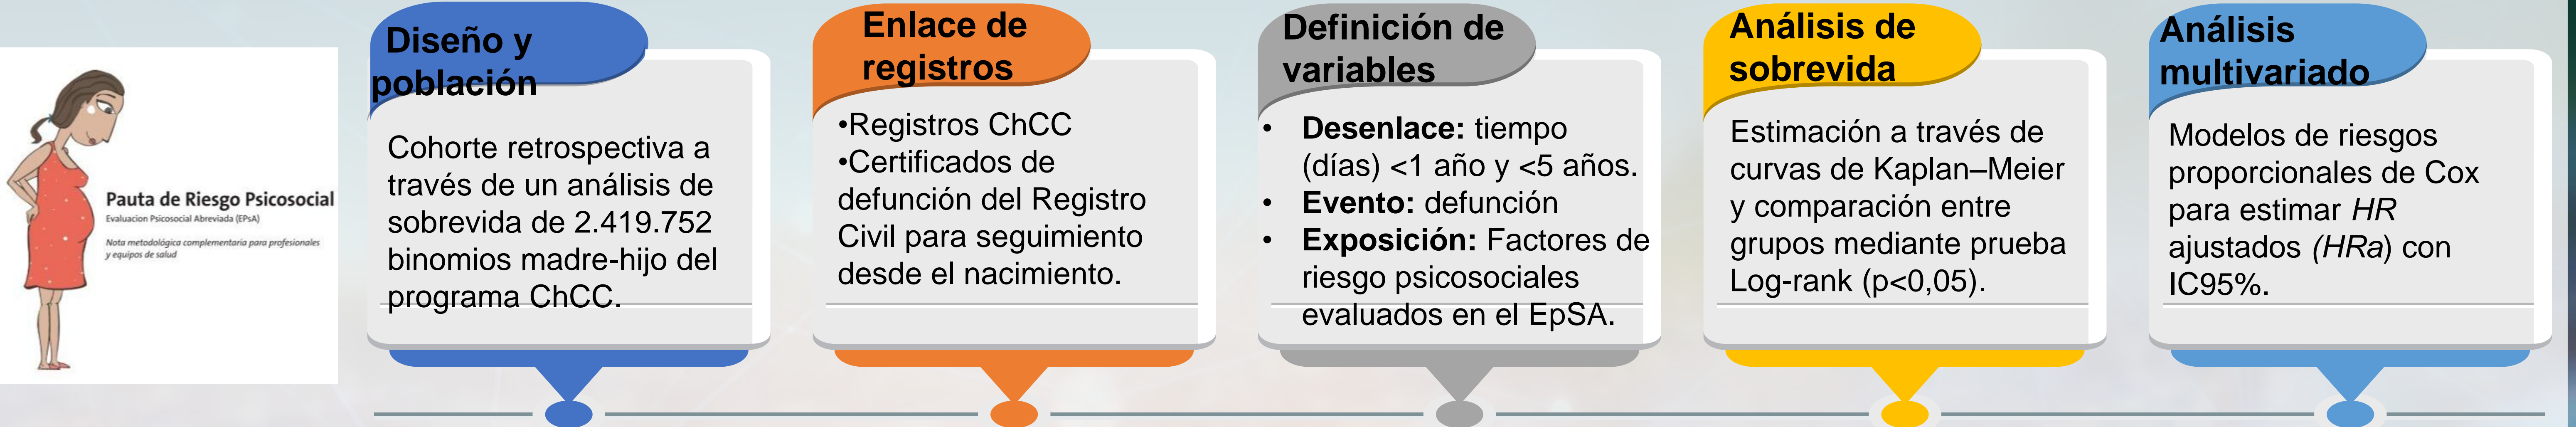 Pauta de Riesgo Psicosocial
Evaluacion Psicosocial Abreviada (EPsA)
Nota metodológica complementaria para profesionales
y equipos de salud
Diseño y
población
Cohorte retrospectiva a
través de un análisis de
sobrevida de 2.419.752
binomios madre-hijo del
programa ChCC.
Enlace de
registros
•Registros ChCC
•Certificados de
defunción del Registro
Civil para seguimiento
desde el nacimiento.
Definición de
variables
• Desenlace: tiempo
(días) <1 año y <5 años.
• Evento: defunción
• Exposición: Factores de
riesgo psicosociales
evaluados en el EpSA.
Análisis de
sobrevida
Estimación a través de
curvas de Kaplan–Meier
y comparación entre
grupos mediante prueba
Log-rank (p<0,05).
Análisis
multivariado
Modelos de riesgos
proporcionales de Cox
para estimar HR
ajustados (HRa) con
IC95%.